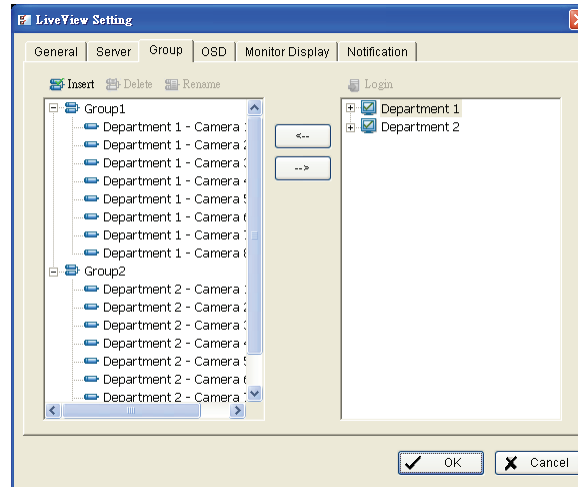 LiveView Setting
General Server Group OSD Monitor Display Notification
Insert Delete Rename
Login
Group1
Department 1 - Camera
Department 1 - Camera
Department 1 - Camera
Department 1 - Camera
Department 1 - Camera
Department 1 - Camera
Department 1 - Camera
Department 1 - Camera
Group2
Department 2 - Camera
Department 2 - Camera
Department 2 - Camera
Department 2 - Camera
Department 2 - Camera
Department 2 - Camera
Department 2 - Camera
<--
-->
Department 1
Department 2
OK
Cancel